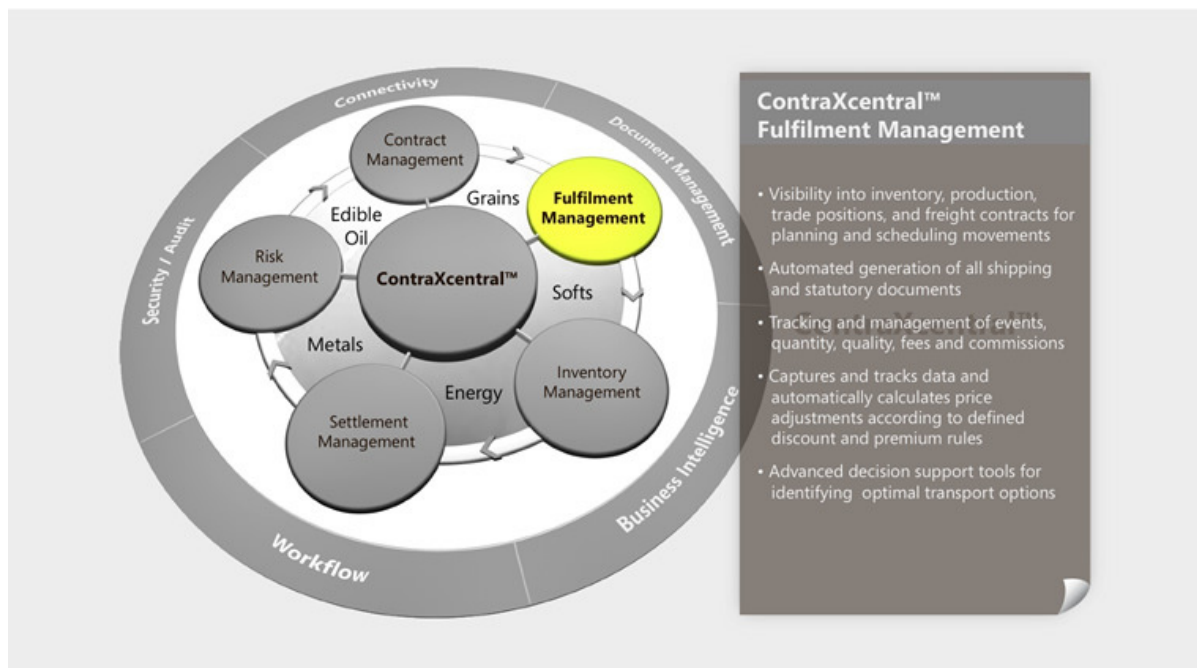 Connectivity
Document Management
Security / Audit
Business Intelligence
Workflow
Contract
Management
Fulfilment
Management
Grains
Edible
Oil
Risk
Management
ContraXcentral™
Softs
Metals
Energy
Inventory
Management
Settlement
Management
ContraXcentral™
Fulfilment Management
• Visibility into inventory, production,
trade positions, and freight contracts for
planning and scheduling movements
• Automated generation of all shipping
and statutory documents
• Tracking and management of events,
quantity, quality, fees and commissions
• Captures and tracks data and
automatically calculates price
adjustments according to defined
discount and premium rules
• Advanced decision support tools for
identifying optimal transport options
ContraXcentral™